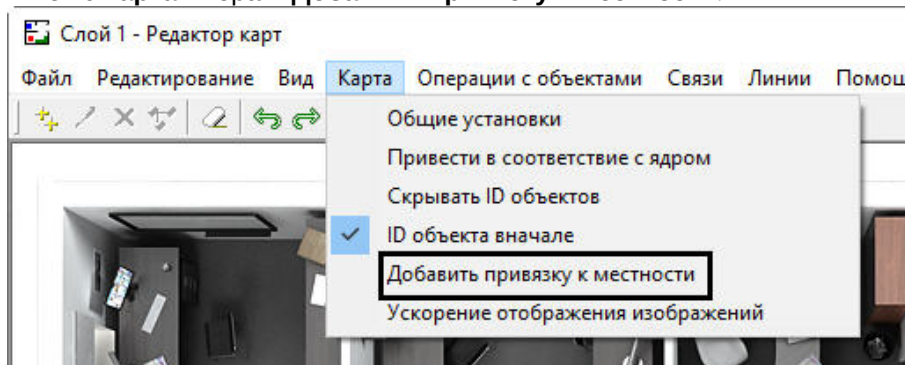 Слой 1 - Редактор карт
Файл Редактирование Вид Карта Операции с объектами Связи Линии Помощ
Общие установки
Привести в соответствие с ядром
Скрывать ID объектов
ID объекта вначале
Добавить привязку к местности
Ускорение отображения изображений